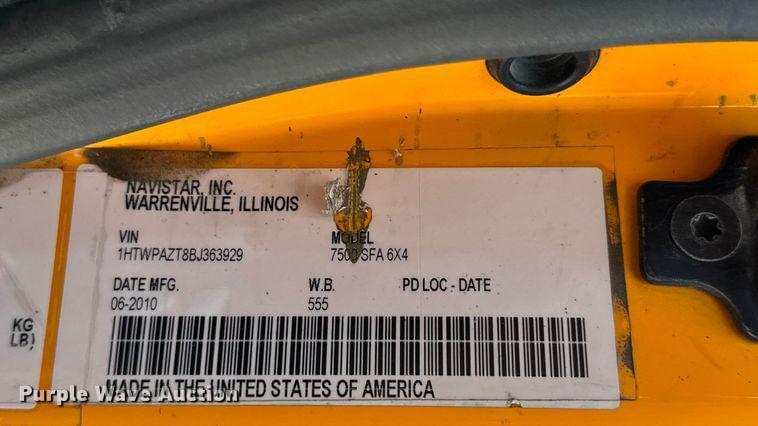 NAVISTAR, INC.
WARRENVILLE, ILLINOIS
VIN MODEL
1HTWPAZT8BJ363929 7500 SFA 6X4
DATE MFG. W.B. PD LOC - DATE
06-2010 555
KG
LB)
MADE IN THE UNITED STATES OF AMERICA
Purple Wave Auction